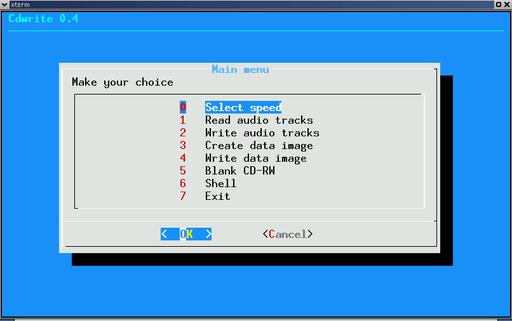 xterm
Cdwrite 0.4
Main menu
Make your choice
0 Select speed
1 Read audio tracks
2 Write audio tracks
3 Create data image
4 Write data image
5 Blank CD-RW
6 Shell
7 Exit
< OK > <Cancel>